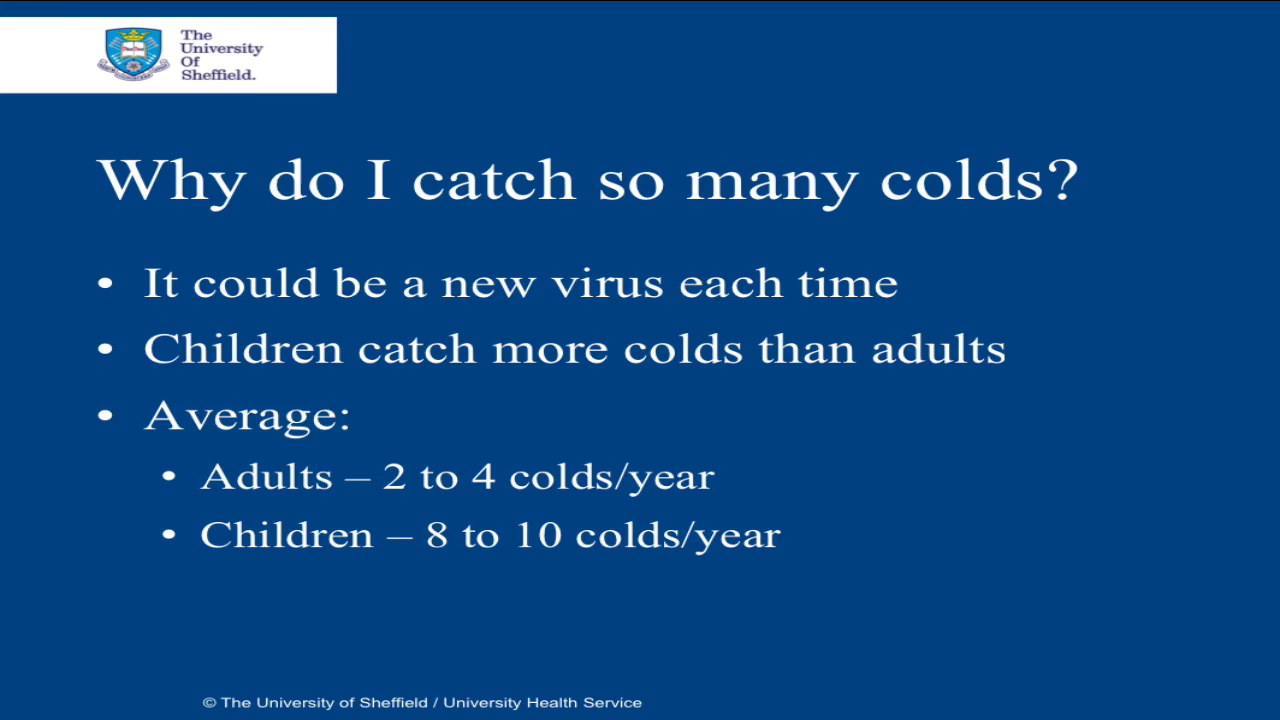 The
University
Of
Sheffield.
Why do I catch so many colds?
• It could be a new virus each time
• Children catch more colds than adults
• Average:
• Adults – 2 to 4 colds/year
• Children – 8 to 10 colds/year
© The University of Sheffield / University Health Service